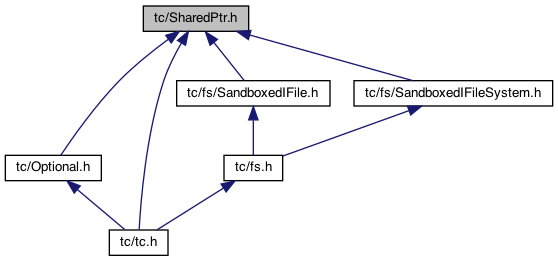 tc/SharedPtr.h
tc/fs/SandboxedIFile.h
tc/fs/SandboxedIFileSystem.h
tc/Optional.h
tc/fs.h
tc/tc.h